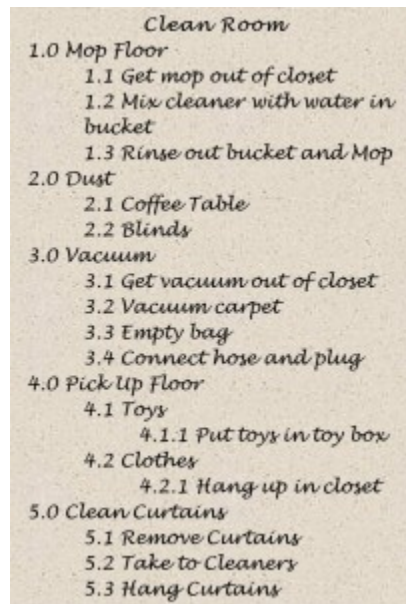 Clean Room
1.0 Mop Floor
1.1 Get mop out of closet
1.2 Mix cleaner with water in
bucket
1.3 Rinse out bucket and Mop
2.0 Dust
2.1 Coffee Table
2.2 Blinds
3.0 Vacuum
3.1 Get vacuum out of closet
3.2 Vacuum carpet
3.3 Empty bag
3.4 Connect hose and plug
4.0 Pick Up Floor
4.1 Toys
4.1.1 Put toys in toy box
4.2 Clothes
4.2.1 Hang up in closet
5.0 Clean Curtains
5.1 Remove Curtains
5.2 Take to Cleaners
5.3 Hang Curtains